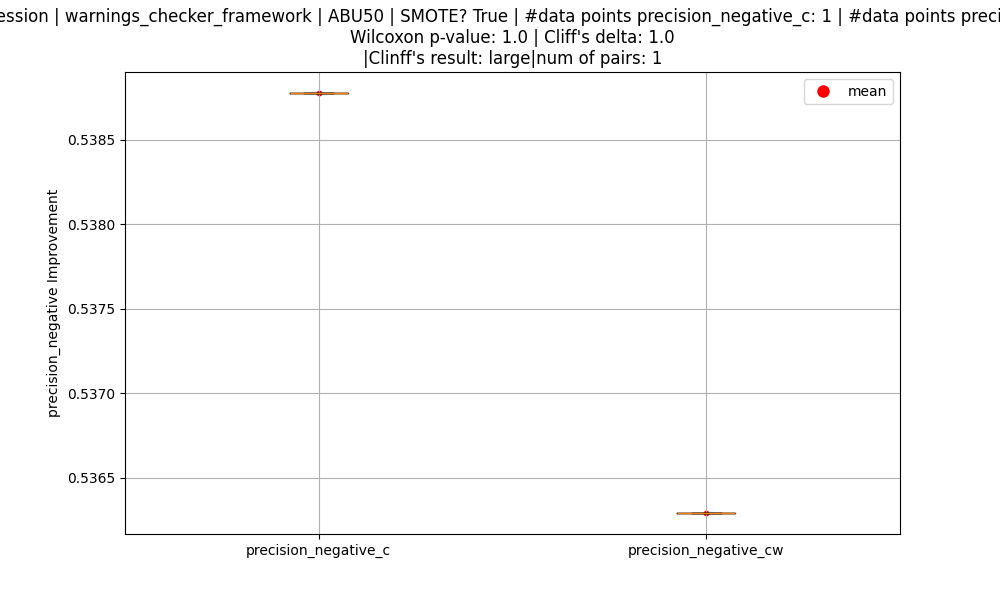 ession | warnings_checker_framework | ABU50 | SMOTE? True | #data points precision_negative_c: 1 | #data points preci
Wilcoxon p-value: 1.0 | Cliff's delta: 1.0
|Clinff's result: large|num of pairs: 1
mean
0.5385
0.5380
0.5375
0.5370
0.5365
precision_negative Improvement
precision_negative_c
precision_negative_cw